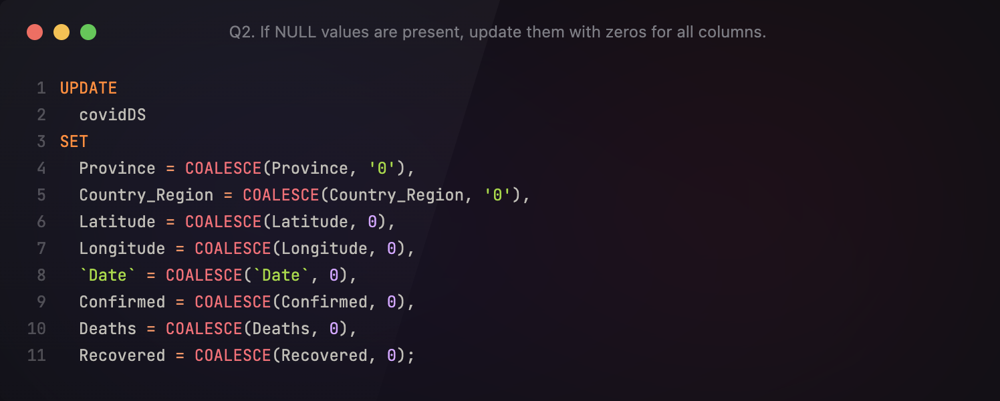 Q2. If NULL values are present, update them with zeros for all columns.
1 UPDATE
2 covidDS
3 SET
4 Province = COALESCE(Province, '0'),
5 Country_Region = COALESCE(Country_Region, '0'),
6 Latitude = COALESCE(Latitude, 0),
7 Longitude = COALESCE(Longitude, 0),
8 `Date` = COALESCE(`Date`, 0),
9 Confirmed = COALESCE(Confirmed, 0),
10 Deaths = COALESCE(Deaths, 0),
11 Recovered = COALESCE(Recovered, 0);